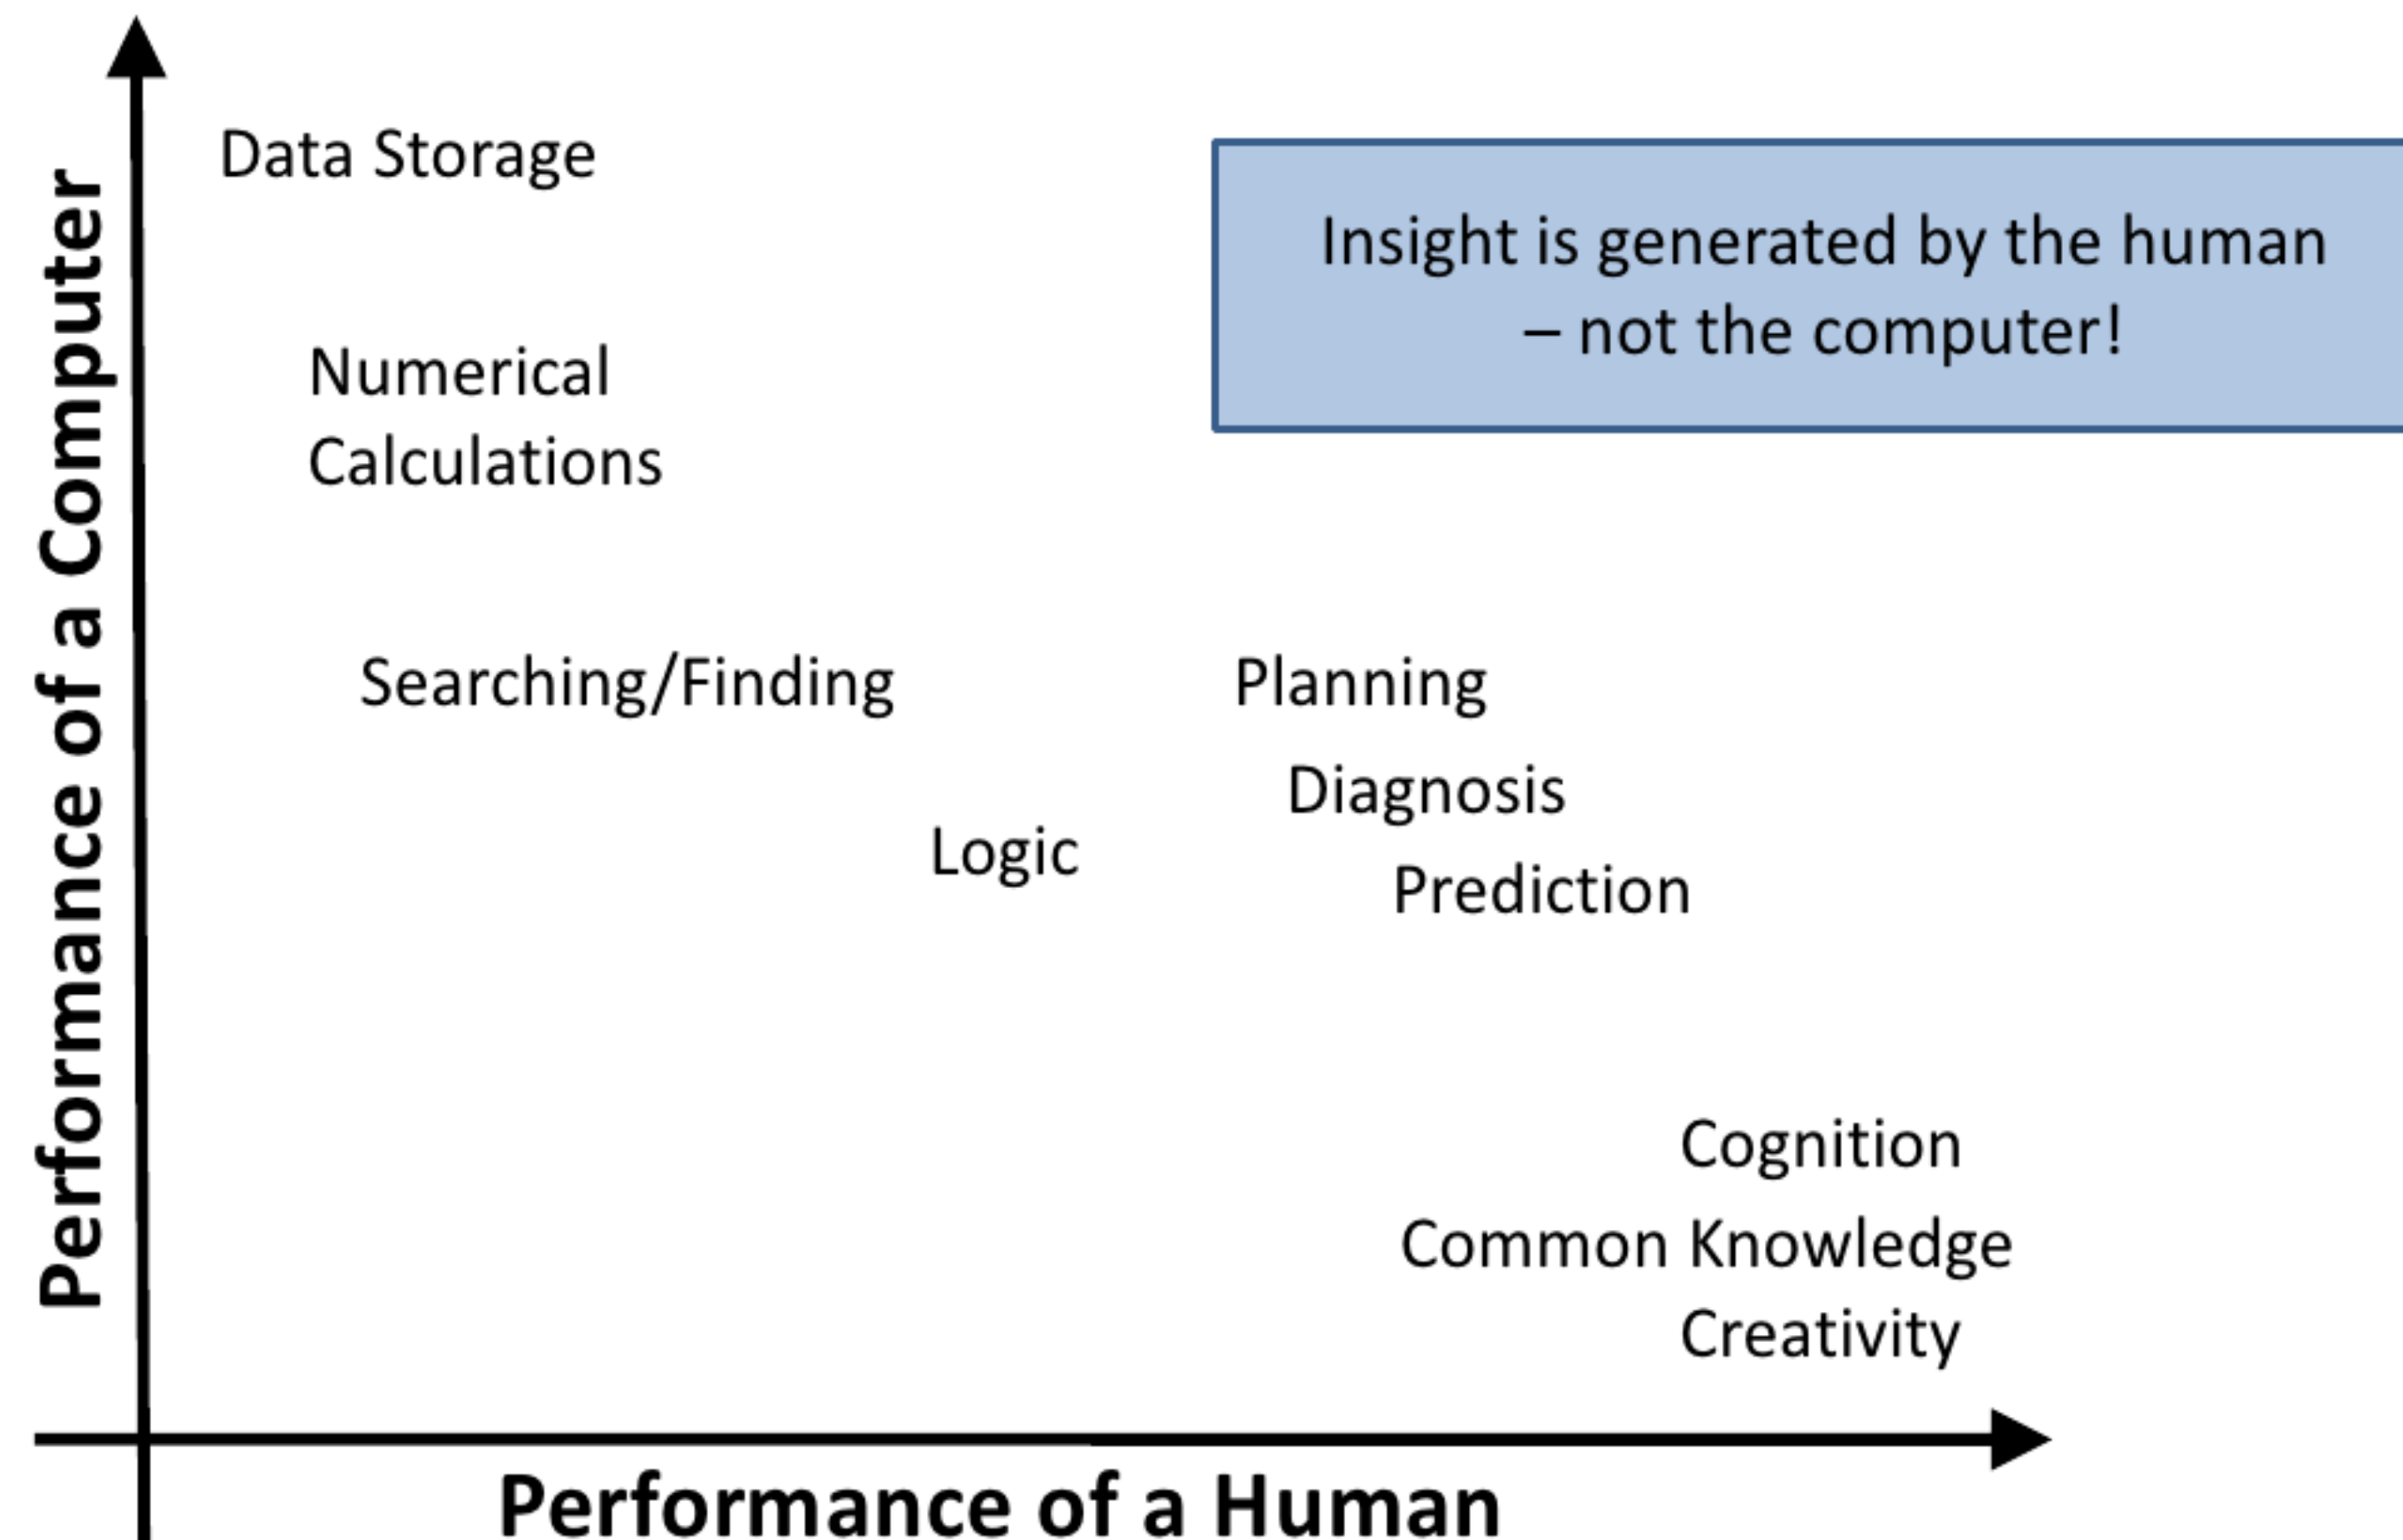 Performance of a Computer
Data Storage
Insight is generated by the human
– not the computer!
Numerical
Calculations
Searching/Finding
Planning
Diagnosis
Logic
Prediction
Cognition
Common Knowledge
Creativity
Performance of a Human